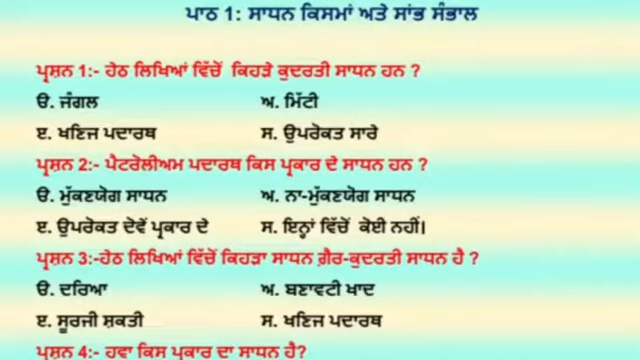 ਪਾਠ 1: ਸਾਧਨ ਕਿਸਮਾਂ ਅਤੇ ਸਾਂਭ ਸੰਭਾਲ
ਪ੍ਰਸ਼ਨ 1:- ਹੇਠ ਲਿਖਿਆਂ ਵਿੱਚੋਂ ਕਿਹੜੇ ਕੁਦਰਤੀ ਸਾਧਨ ਹਨ ?
ੳ. ਜੰਗਲ ਅ. ਮਿੱਟੀ
ੲ. ਖਣਿਜ ਪਦਾਰਥ ਸ. ਉਪਰੋਕਤ ਸਾਰੇ
ਪ੍ਰਸ਼ਨ 2:- ਪੈਟਰੋਲੀਅਮ ਪਦਾਰਥ ਕਿਸ ਪ੍ਰਕਾਰ ਦੇ ਸਾਧਨ ਹਨ ?
ੳ. ਮੁੱਕਣਯੋਗ ਸਾਧਨ ਅ. ਨਾ-ਮੁੱਕਣਯੋਗ ਸਾਧਨ
ੲ. ਉਪਰੋਕਤ ਦੋਵੇਂ ਪ੍ਰਕਾਰ ਦੇ ਸ. ਇਨ੍ਹਾਂ ਵਿੱਚੋਂ ਕੋਈ ਨਹੀਂ।
ਪ੍ਰਸ਼ਨ 3:-ਹੇਠ ਲਿਖਿਆਂ ਵਿੱਚੋਂ ਕਿਹੜਾ ਸਾਧਨ ਗ਼ੈਰ-ਕੁਦਰਤੀ ਸਾਧਨ ਹੈ ?
ੳ. ਦਰਿਆ ਅ. ਬਣਾਵਟੀ ਖਾਦ
ੲ. ਸੂਰਜੀ ਸ਼ਕਤੀ ਸ. ਖਣਿਜ ਪਦਾਰਥ
ਪ੍ਰਸ਼ਨ 4:- ਹਵਾ ਕਿਸ ਪ੍ਰਕਾਰ ਦਾ ਸਾਧਨ ਹੈ?